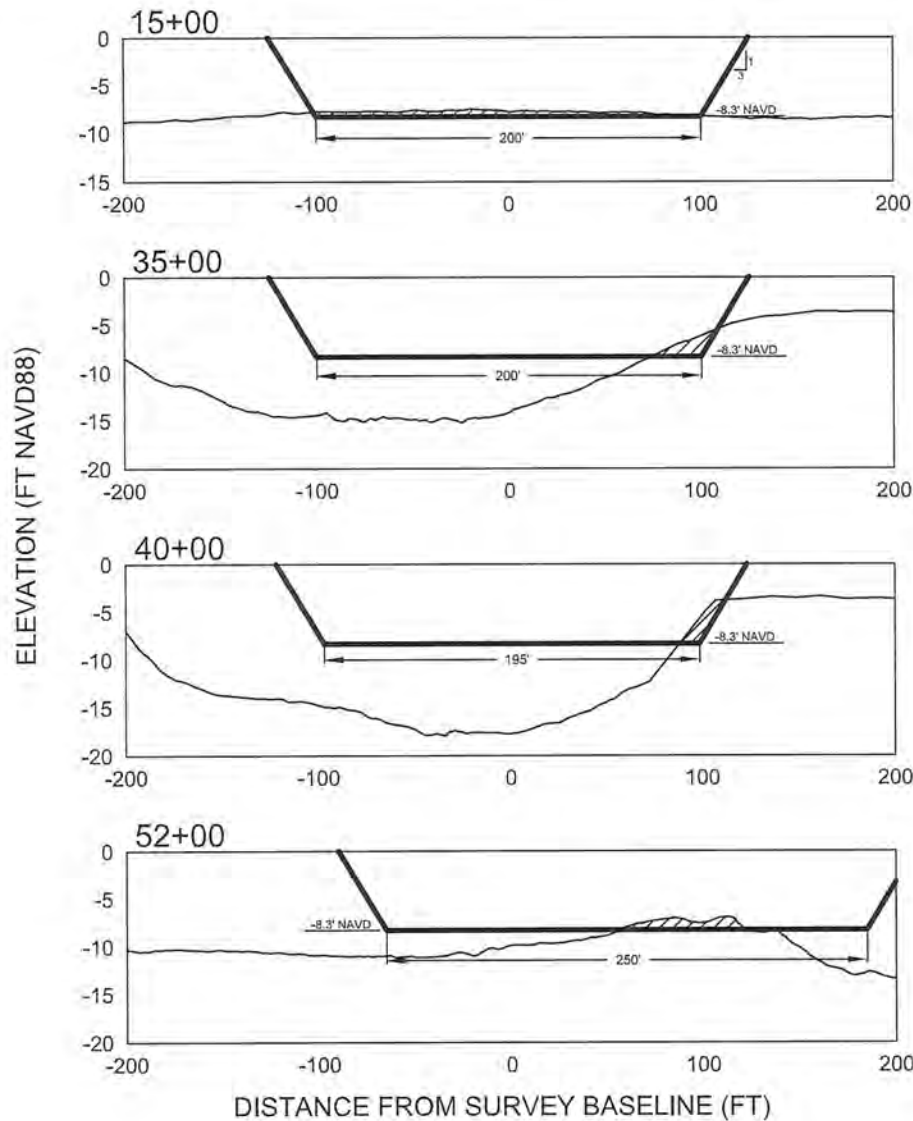 15+00
0
-5
-10
-15
1
3
-8.3' NAVD
200'
-200 -100 0 100 200
35+00
0
-5
-10
-15
-20
-8.3' NAVD
200'
-200 -100 0 100 200
40+00
0
-5
-10
-15
-20
-8.3' NAVD
195'
-200 -100 0 100 200
52+00
0
-5
-10
-15
-20
-8.3' NAVD
250'
-200 -100 0 100 200
ELEVATION (FT NAVD88)
DISTANCE FROM SURVEY BASELINE (FT)